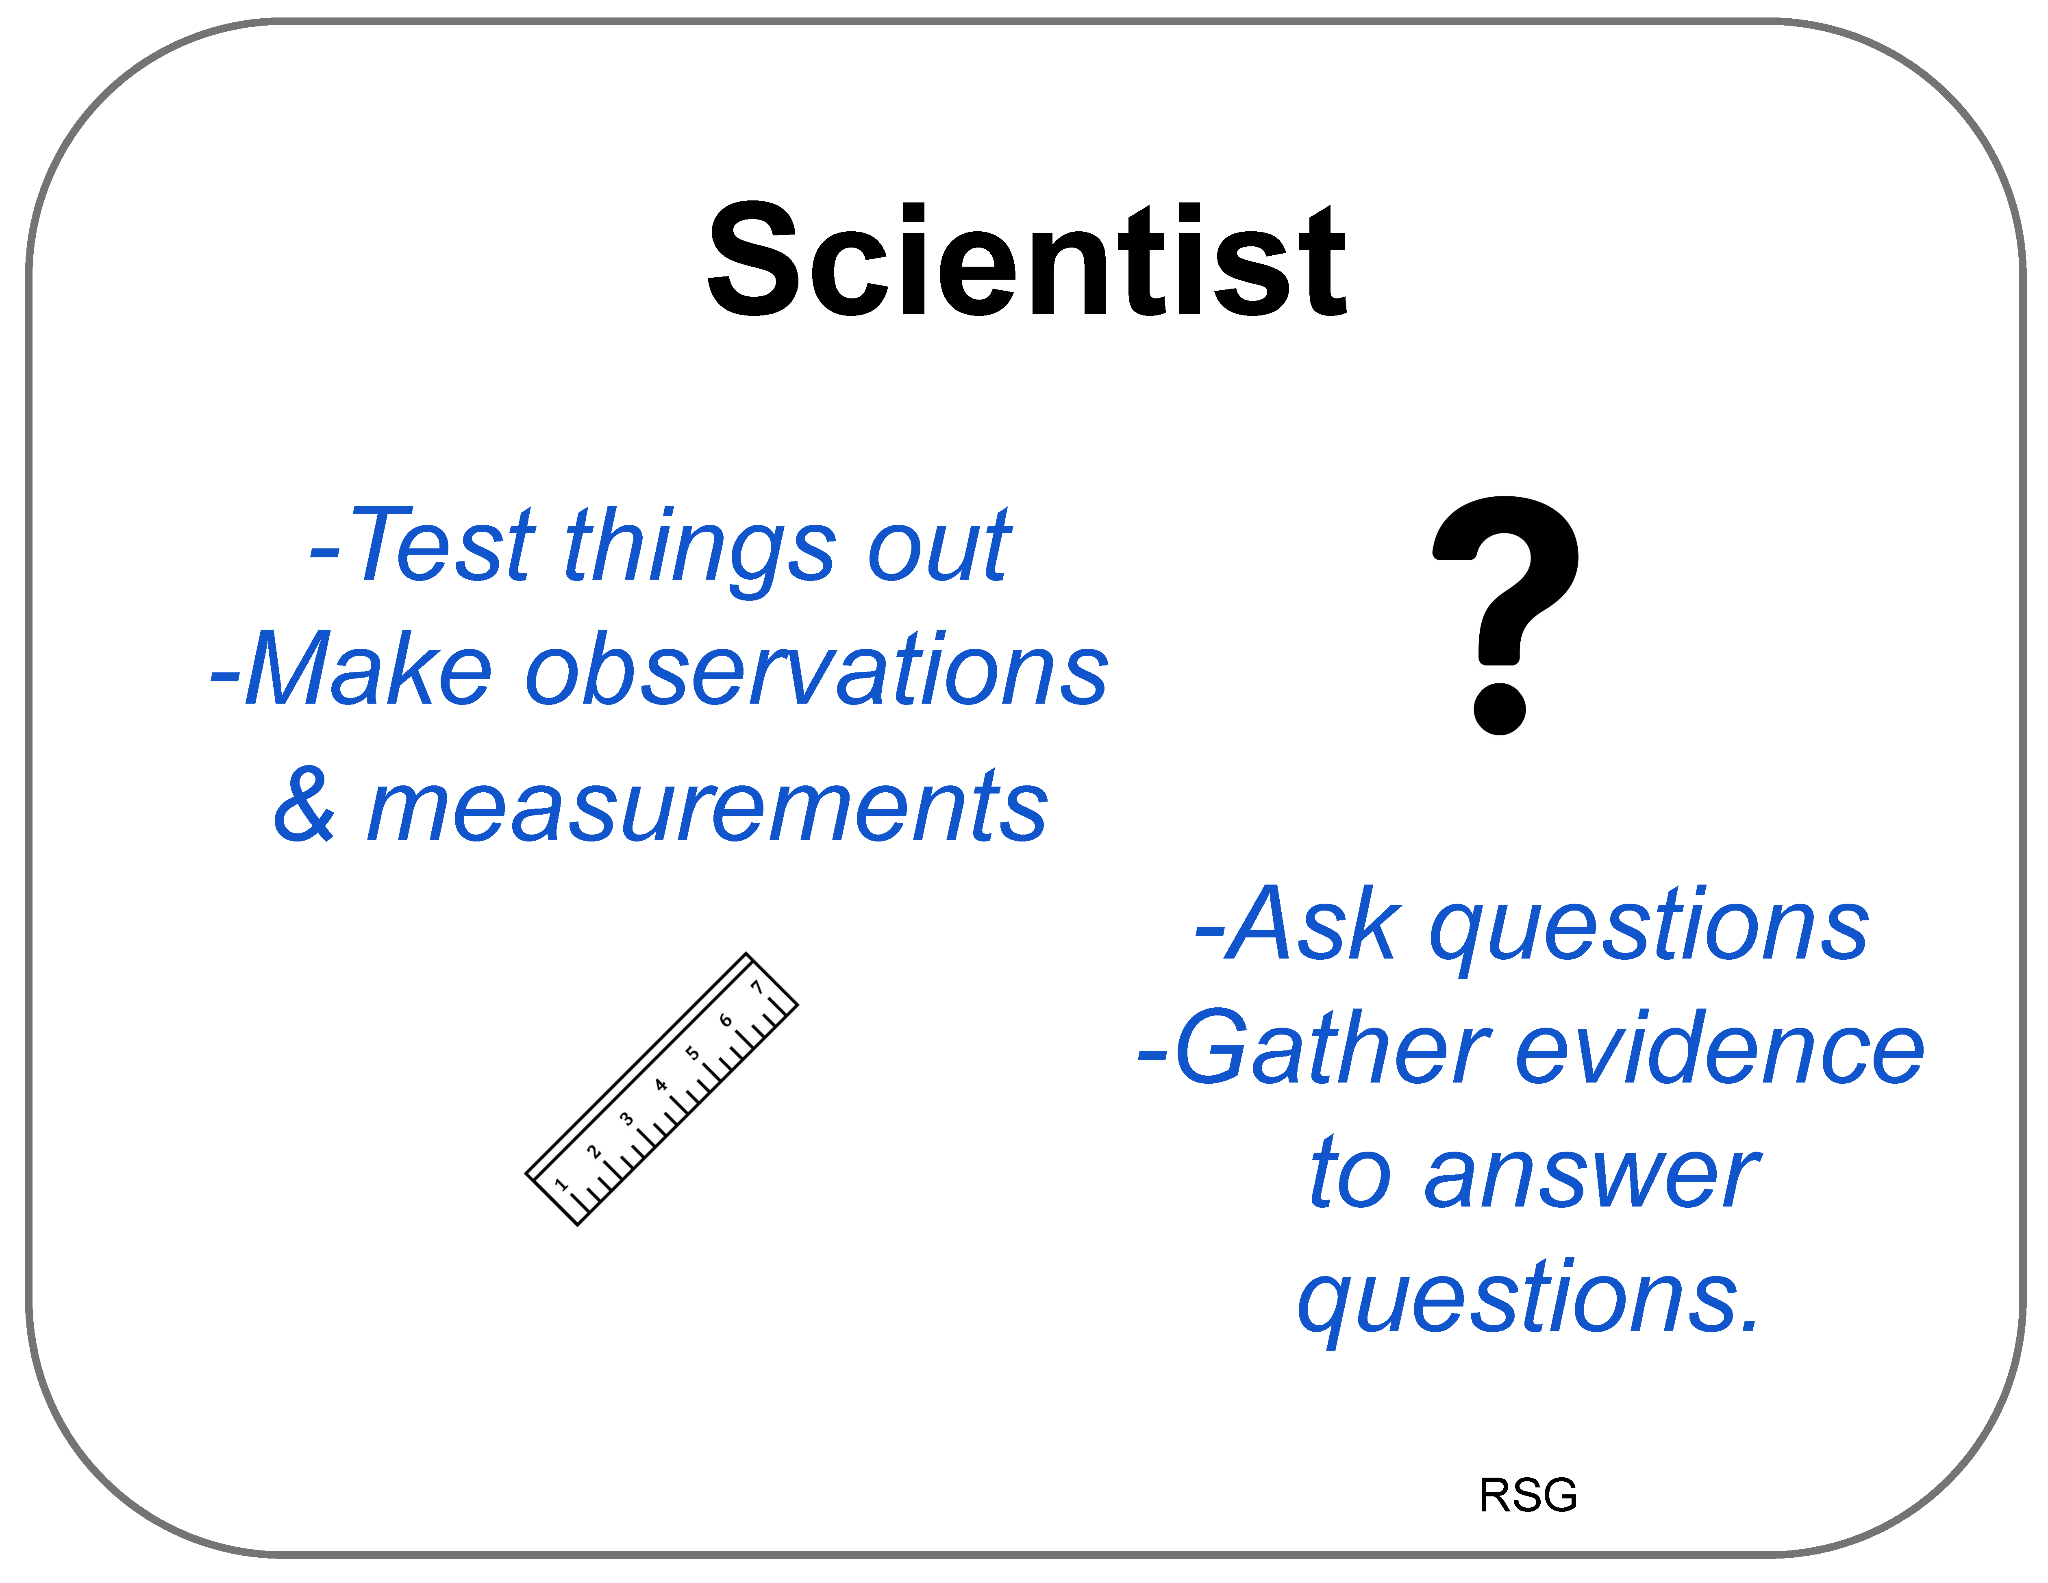 Scientist
-Test things out
-Make observations
& measurements
?
1 2 3 4 5 6 7
-Ask questions
-Gather evidence
to answer
questions.
RSG